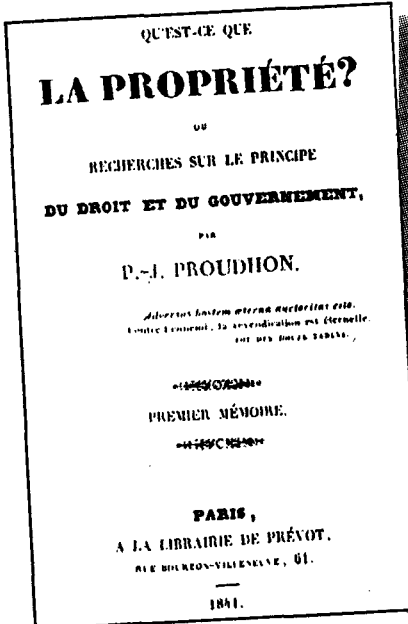 QU'EST-CE QUE
LA PROPRIÉTÉ?
OU
RECHERCHES SUR LE PRINCIPE
DU DROIT ET DU GOUVERNEMENT,
PAR
P.-J. PROUDHON.
Adversus hostem æterna auctoritas esto.
Contre l'ennemi, la revendication est éternelle.
LOI DES DOUZE TABLES.
PREMIER MÉMOIRE.
PARIS,
A LA LIBRAIRIE DE PRÉVOT,
RUE BOURBON-VILLENEUVE, 61.
1841.